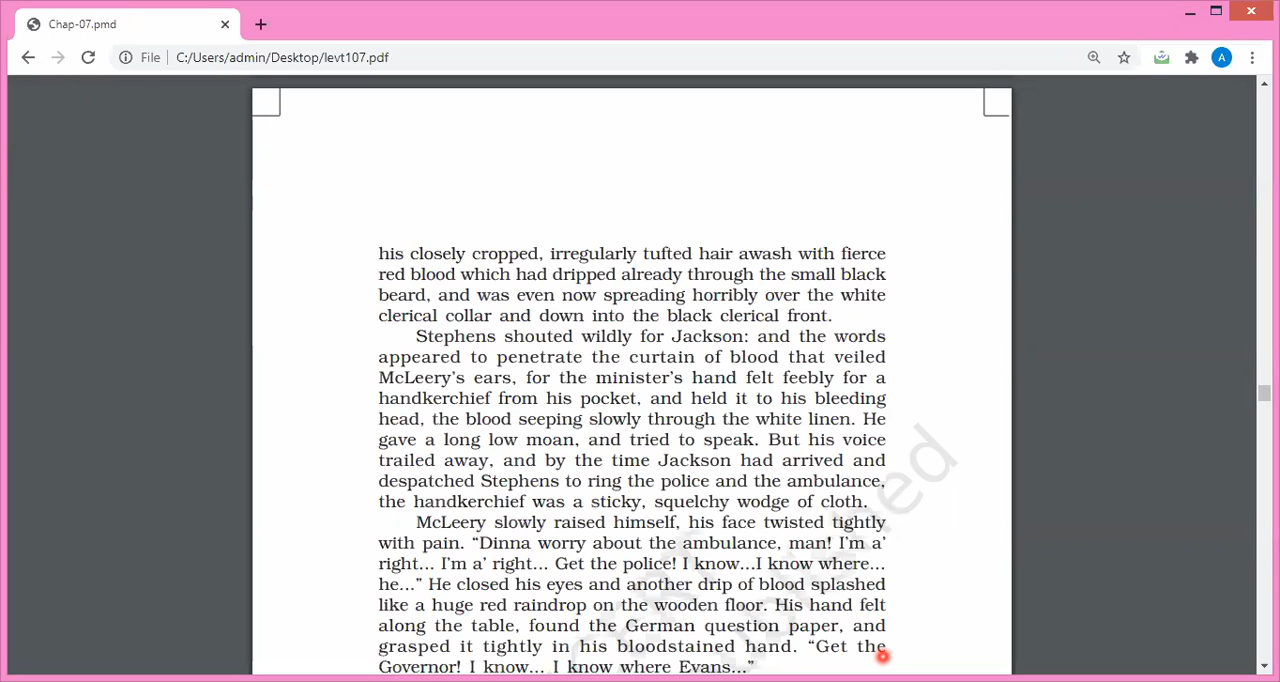 Chap-07.pmd
File C:/Users/admin/Desktop/levt107.pdf
A
his closely cropped, irregularly tufted hair awash with fierce
red blood which had dripped already through the small black
beard, and was even now spreading horribly over the white
clerical collar and down into the black clerical front.
Stephens shouted wildly for Jackson: and the words
appeared to penetrate the curtain of blood that veiled
McLeery's ears, for the minister's hand felt feebly for a
handkerchief from his pocket, and held it to his bleeding
head, the blood seeping slowly through the white linen. He
gave a long low moan, and tried to speak. But his voice
trailed away, and by the time Jackson had arrived and
despatched Stephens to ring the police and the ambulance,
the handkerchief was a sticky, squelchy wodge of cloth.
McLeery slowly raised himself, his face twisted tightly
with pain. “Dinna worry about the ambulance, man! I'm a'
right... I'm a' right... Get the police! I know...I know where...
he...” He closed his eyes and another drip of blood splashed
like a huge red raindrop on the wooden floor. His hand felt
along the table, found the German question paper, and
grasped it tightly in his bloodstained hand. “Get the
Governor! I know... I know where Evans...”